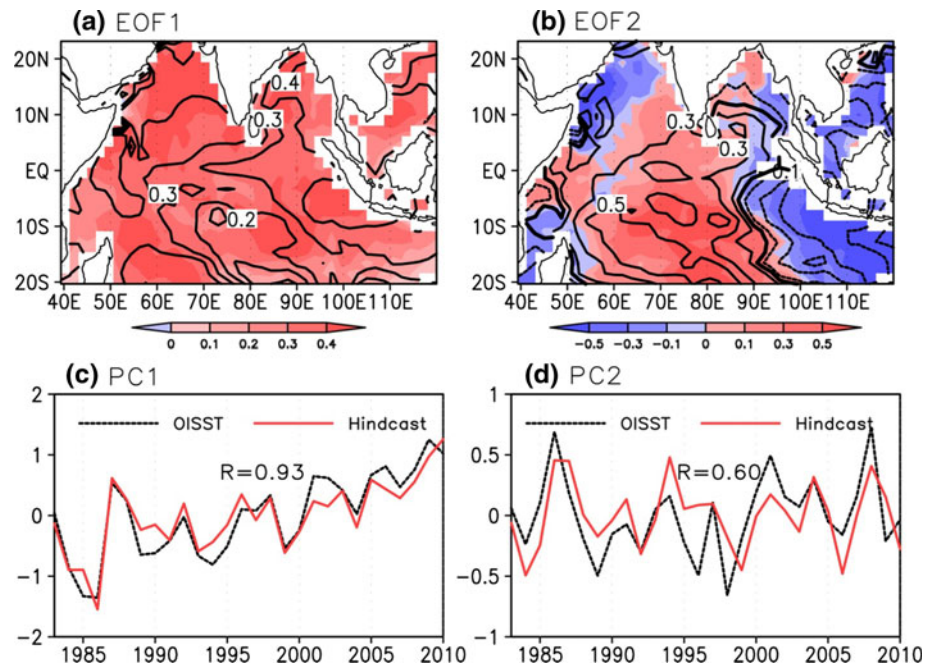 (a) EOF1
(b) EOF2
20N
10N
EQ
10S
20S
40E 50E 60E 70E 80E 90E 100E 110E
0.4
0.3
0.3
0.2
20N
10N
EQ
10S
20S
40E 50E 60E 70E 80E 90E 100E 110E
0.3
0.3
0.5
0 0.1 0.2 0.3 0.4
-0.5 -0.3 -0.1 0 0.1 0.3 0.5
(c) PC1
(d) PC2
OISST Hindcast
R=0.93
2
1
0
-1
-2
1985 1990 1995 2000 2005 2010
OISST Hindcast
R=0.60
1
0.5
0
-0.5
-1
1985 1990 1995 2000 2005 2010